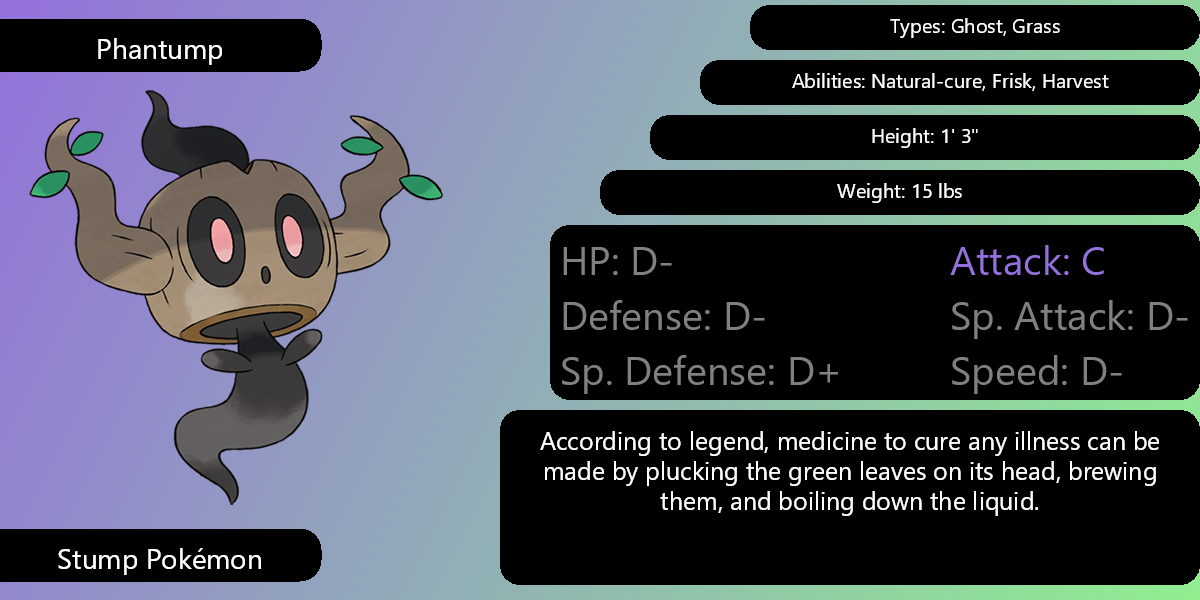 Phantump
Types: Ghost, Grass
Abilities: Natural-cure, Frisk, Harvest
Height: 1' 3"
Weight: 15 lbs
HP: D-
Attack: C
Defense: D-
Sp. Attack: D-
Sp. Defense: D+
Speed: D-
According to legend, medicine to cure any illness can be
made by plucking the green leaves on its head, brewing
them, and boiling down the liquid.
Stump Pokémon